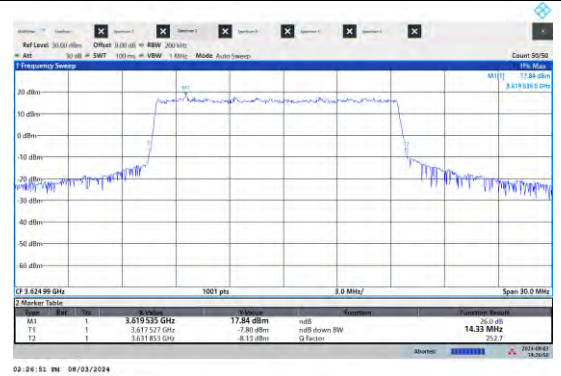 Ref Level 30.00 dBm Offset 0.00 dB RBW 200 kHz
Att 30 dB SWT 100 ms VBW 1 MHz Mode Auto Sweep Count 50/50
1 Frequency Sweep 1Pk Max
M1[1] 17.84 dBm
3.619 535 0 GHz
M1
20 dBm
10 dBm
0 dBm
-10 dBm
-20 dBm
-30 dBm
-40 dBm
-50 dBm
-60 dBm
CF 3.624 99 GHz 1001 pts 3.0 MHz/ Span 30.0 MHz
2 Marker Table
Type Ref Trc X-Value Y-Value Function Function Result
M1 1 3.619 535 GHz 17.84 dBm ndB 26.0 dB
T1 1 3.617 527 GHz -7.80 dBm ndB down BW 14.33 MHz
T2 1 3.631 853 GHz -8.13 dBm Q Factor 252.7
Aborted
02:26:51 PM 08/03/2024